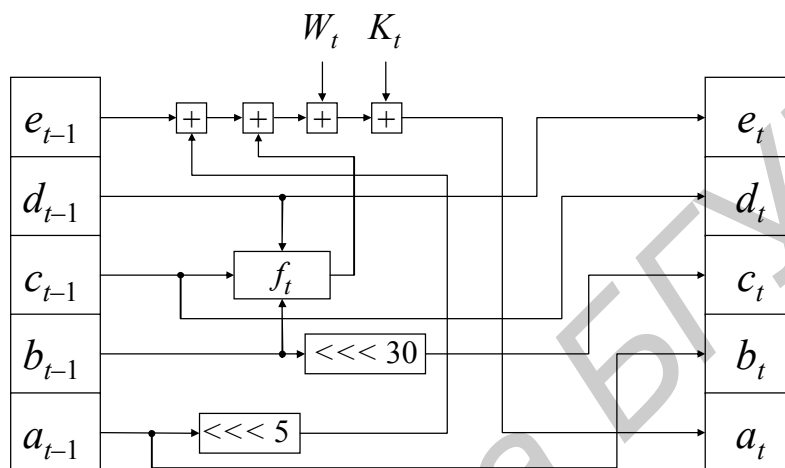 W_t K_t
e_{t-1} + + + + e_t
d_{t-1} d_t
c_{t-1} f_t c_t
b_{t-1} <<< 30 b_t
a_{t-1} <<< 5 a_t
а БГУ